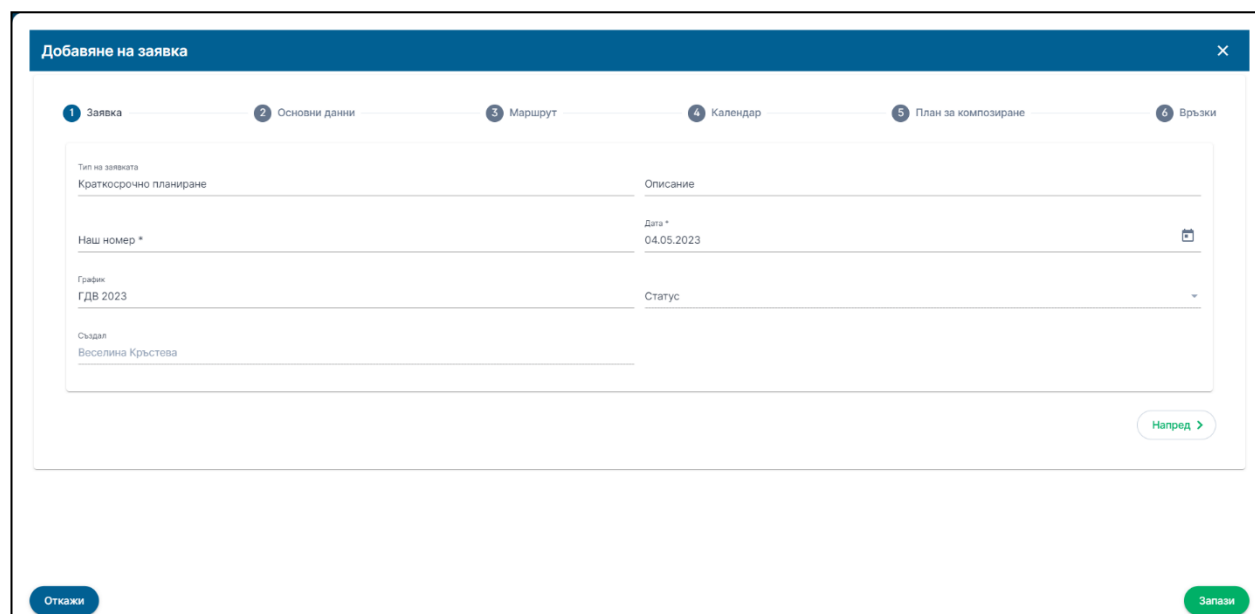 Добавяне на заявка
1 Заявка 2 Основни данни 3 Маршрут 4 Календар 5 План за композиране 6 Връзки
Тип на заявката
Краткосрочно планиране Описание
Дата *
Наш номер * 04.05.2023
График
ГДВ 2023 Статус
Създал
Веселина Кръстева
Напред
Откажи Запази